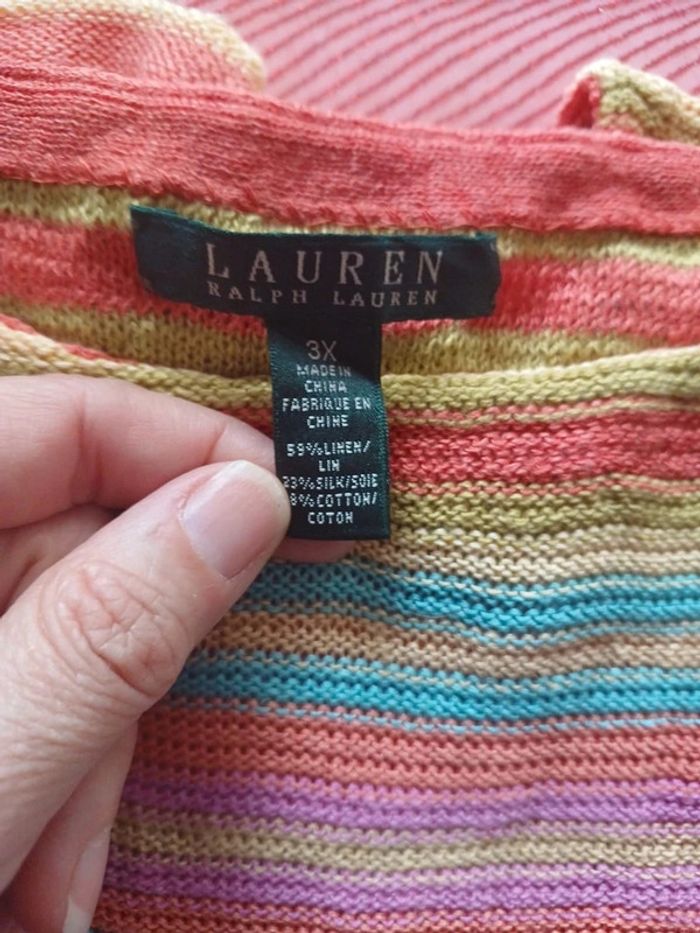 LAUREN
RALPH LAUREN
3X
MADE IN
CHINA
FABRIQUE EN
CHINE
59%LINEN/
LIN
33%SILK/SOIE
8%COTTON/
COTON